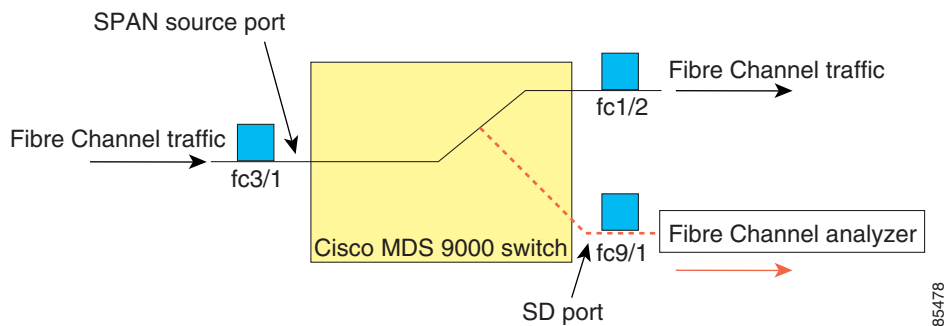 SPAN source port
Fibre Channel traffic
fc1/2
Fibre Channel traffic
fc3/1
Cisco MDS 9000 switch
fc9/1
Fibre Channel analyzer
SD port
85478